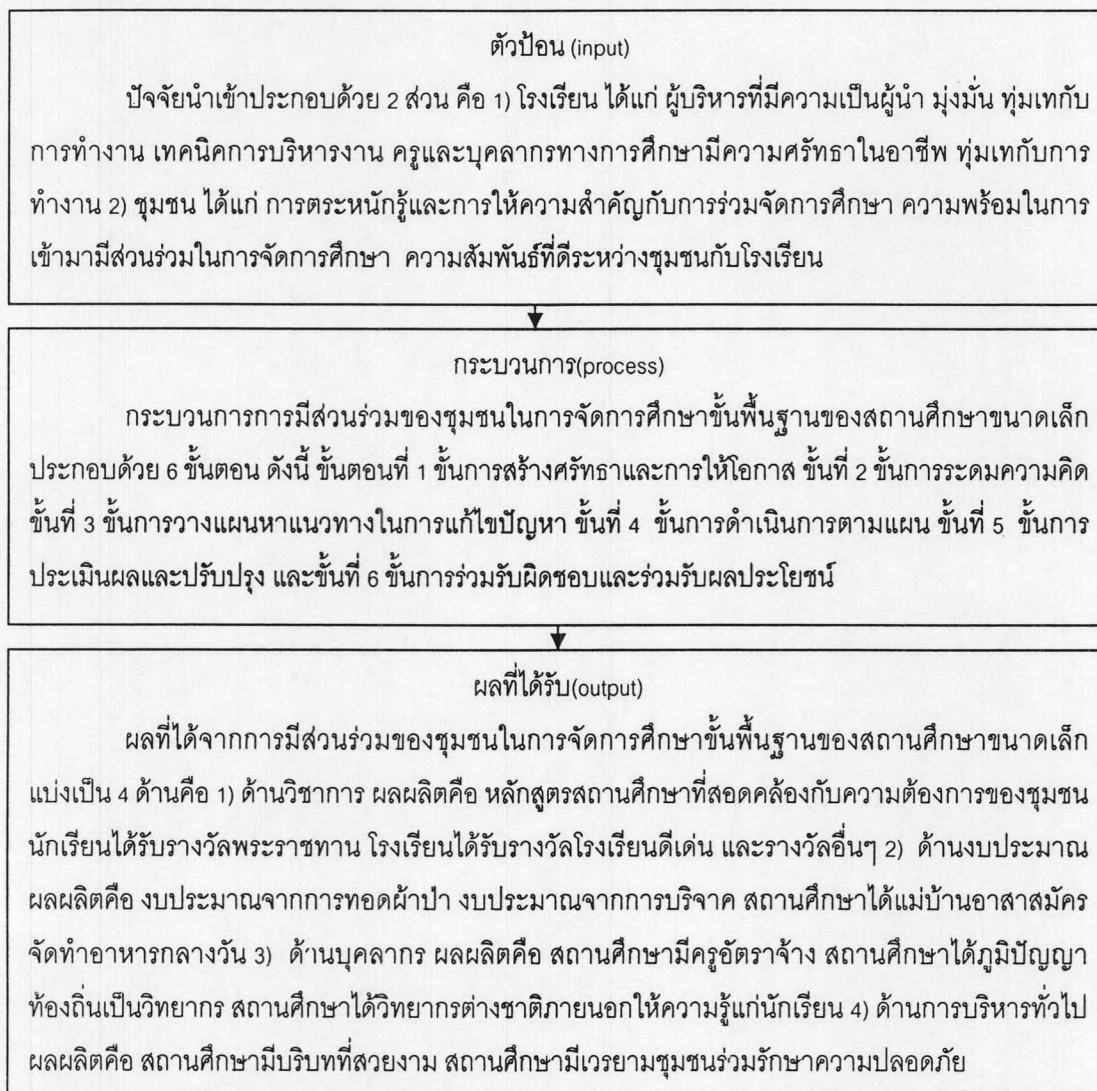 ตัวป้อน (input)
ปัจจัยนำเข้าประกอบด้วย 2 ส่วน คือ 1) โรงเรียน ได้แก่ ผู้บริหารที่มีความเป็นผู้นำ มุ่งมั่น ทุ่มเทกับ
การทำงาน เทคนิคการบริหารงาน ครูและบุคลากรทางการศึกษามีความศรัทธาในอาชีพ ทุ่มเทกับการ
ทำงาน 2) ชุมชน ได้แก่ การตระหนักรู้และการให้ความสำคัญกับการร่วมจัดการศึกษา ความพร้อมในการ
เข้ามามีส่วนร่วมในการจัดการศึกษา ความสัมพันธ์ที่ดีระหว่างชุมชนกับโรงเรียน
กระบวนการ(process)
กระบวนการการมีส่วนร่วมของชุมชนในการจัดการศึกษาขั้นพื้นฐานของสถานศึกษาขนาดเล็ก
ประกอบด้วย 6 ขั้นตอน ดังนี้ ขั้นตอนที่ 1 ขั้นการสร้างศรัทธาและการให้โอกาส ขั้นที่ 2 ขั้นการระดมความคิด
ขั้นที่ 3 ขั้นการวางแผนหาแนวทางในการแก้ไขปัญหา ขั้นที่ 4 ขั้นการดำเนินการตามแผน ขั้นที่ 5 ขั้นการ
ประเมินผลและปรับปรุง และขั้นที่ 6 ขั้นการร่วมรับผิดชอบและร่วมรับผลประโยชน์
ผลที่ได้รับ(output)
ผลที่ได้จากการมีส่วนร่วมของชุมชนในการจัดการศึกษาขั้นพื้นฐานของสถานศึกษาขนาดเล็ก
แบ่งเป็น 4 ด้านคือ 1) ด้านวิชาการ ผลผลิตคือ หลักสูตรสถานศึกษาที่สอดคล้องกับความต้องการของชุมชน
นักเรียนได้รับรางวัลพระราชทาน โรงเรียนได้รับรางวัลโรงเรียนดีเด่น และรางวัลอื่นๆ 2) ด้านงบประมาณ
ผลผลิตคือ งบประมาณจากการทอดผ้าป่า งบประมาณจากการบริจาค สถานศึกษาได้แม่บ้านอาสาสมัคร
จัดทำอาหารกลางวัน 3) ด้านบุคลากร ผลผลิตคือ สถานศึกษามีครูอัตราจ้าง สถานศึกษาได้ภูมิปัญญา
ท้องถิ่นเป็นวิทยากร สถานศึกษาได้วิทยากรต่างชาติภายนอกให้ความรู้แก่นักเรียน 4) ด้านการบริหารทั่วไป
ผลผลิตคือ สถานศึกษามีบริบทที่สวยงาม สถานศึกษามีเวรยามชุมชนร่วมรักษาความปลอดภัย